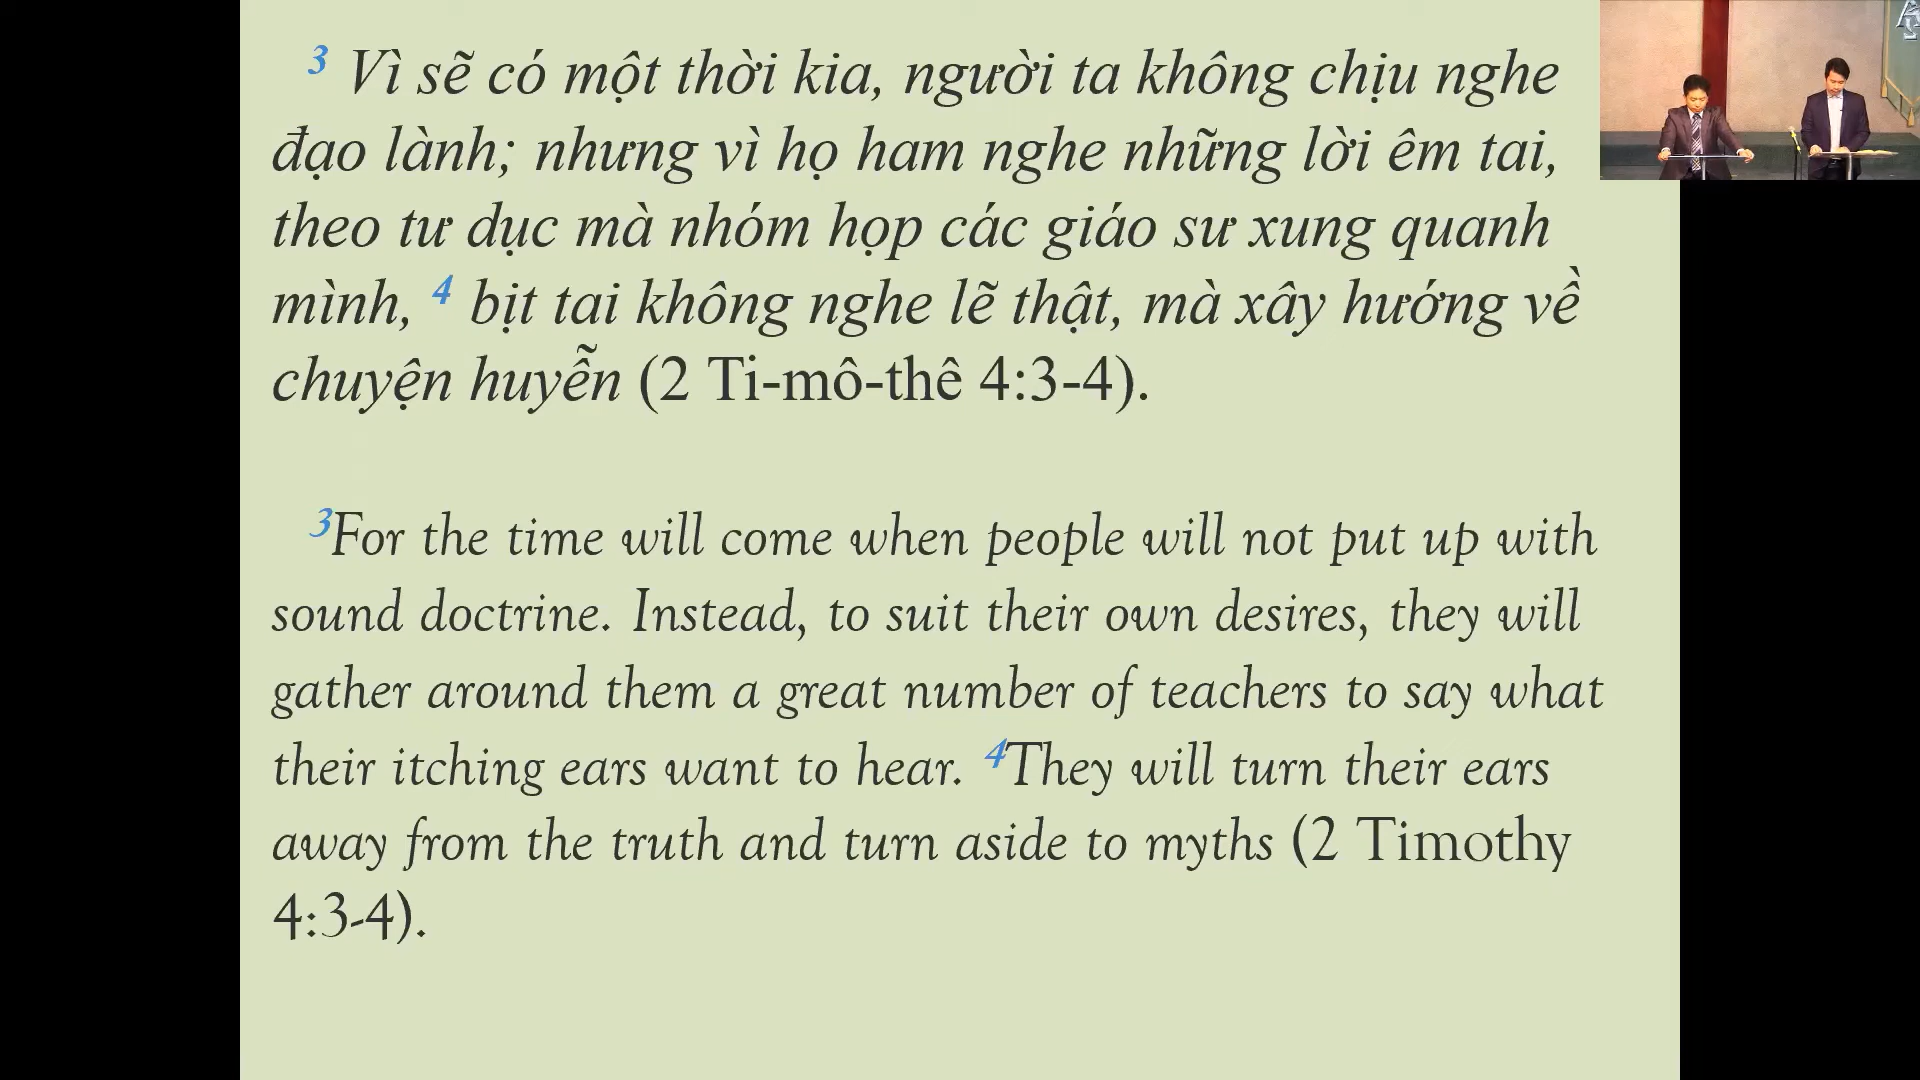 3 Vì sẽ có một thời kia, người ta không chịu nghe
đạo lành; nhưng vì họ ham nghe những lời êm tai,
theo tư dục mà nhóm họp các giáo sư xung quanh
mình, 4 bịt tai không nghe lẽ thật, mà xây hướng về
chuyện huyễn (2 Ti-mô-thê 4:3-4).
3For the time will come when people will not put up with
sound doctrine. Instead, to suit their own desires, they will
gather around them a great number of teachers to say what
their itching ears want to hear. 4They will turn their ears
away from the truth and turn aside to myths (2 Timothy
4:3-4).